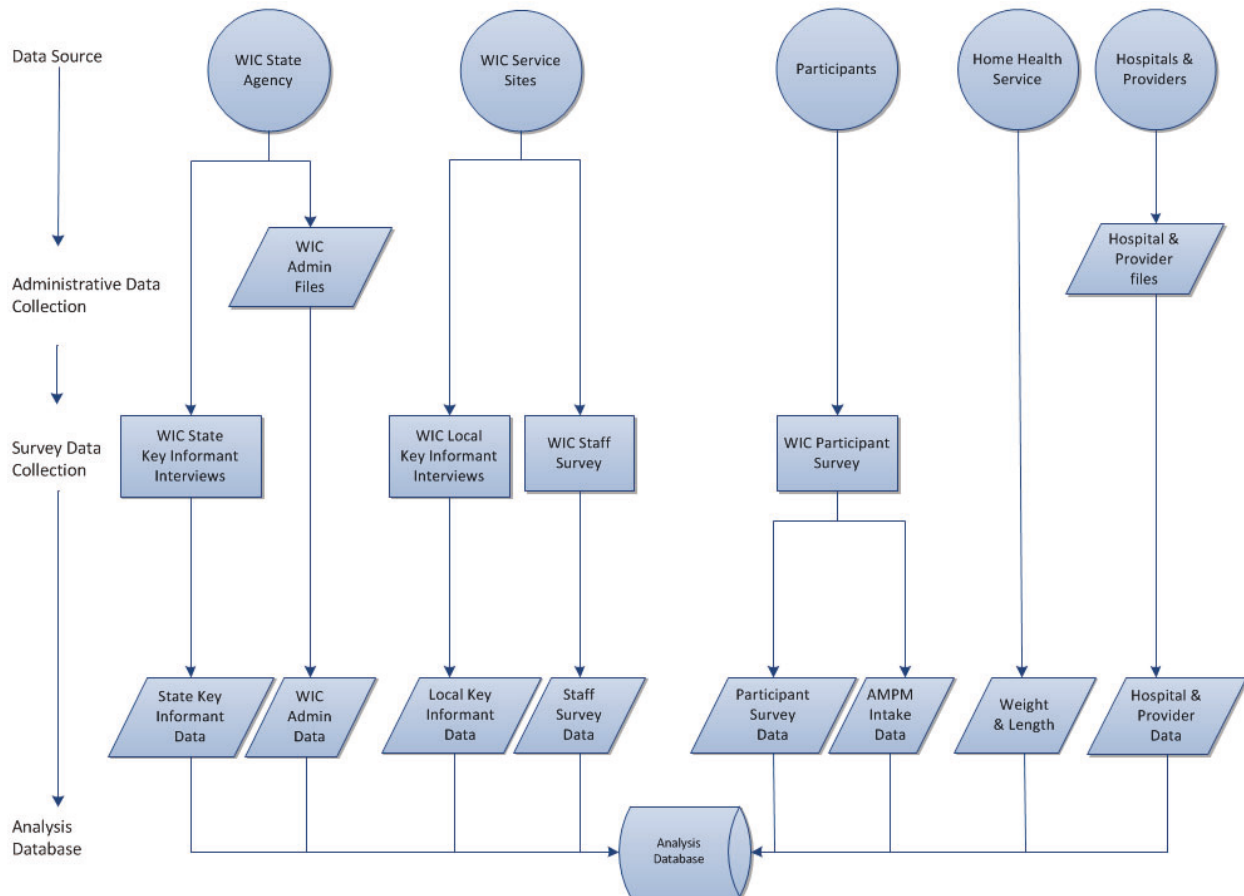 Data Source
WIC State
Agency
WIC Service
Sites
Participants
Home Health
Service
Hospitals &
Providers
Administrative Data
Collection
WIC
Admin
Files
Hospital &
Provider
files
Survey Data
Collection
WIC State
Key Informant
Interviews
WIC Local
Key Informant
Interviews
WIC Staff
Survey
WIC Participant
Survey
State Key
Informant
Data
WIC
Admin
Data
Local Key
Informant
Data
Staff
Survey
Data
Participant
Survey
Data
AMPM
Intake
Data
Weight
& Length
Hospital &
Provider
Data
Analysis
Database
Analysis
Database